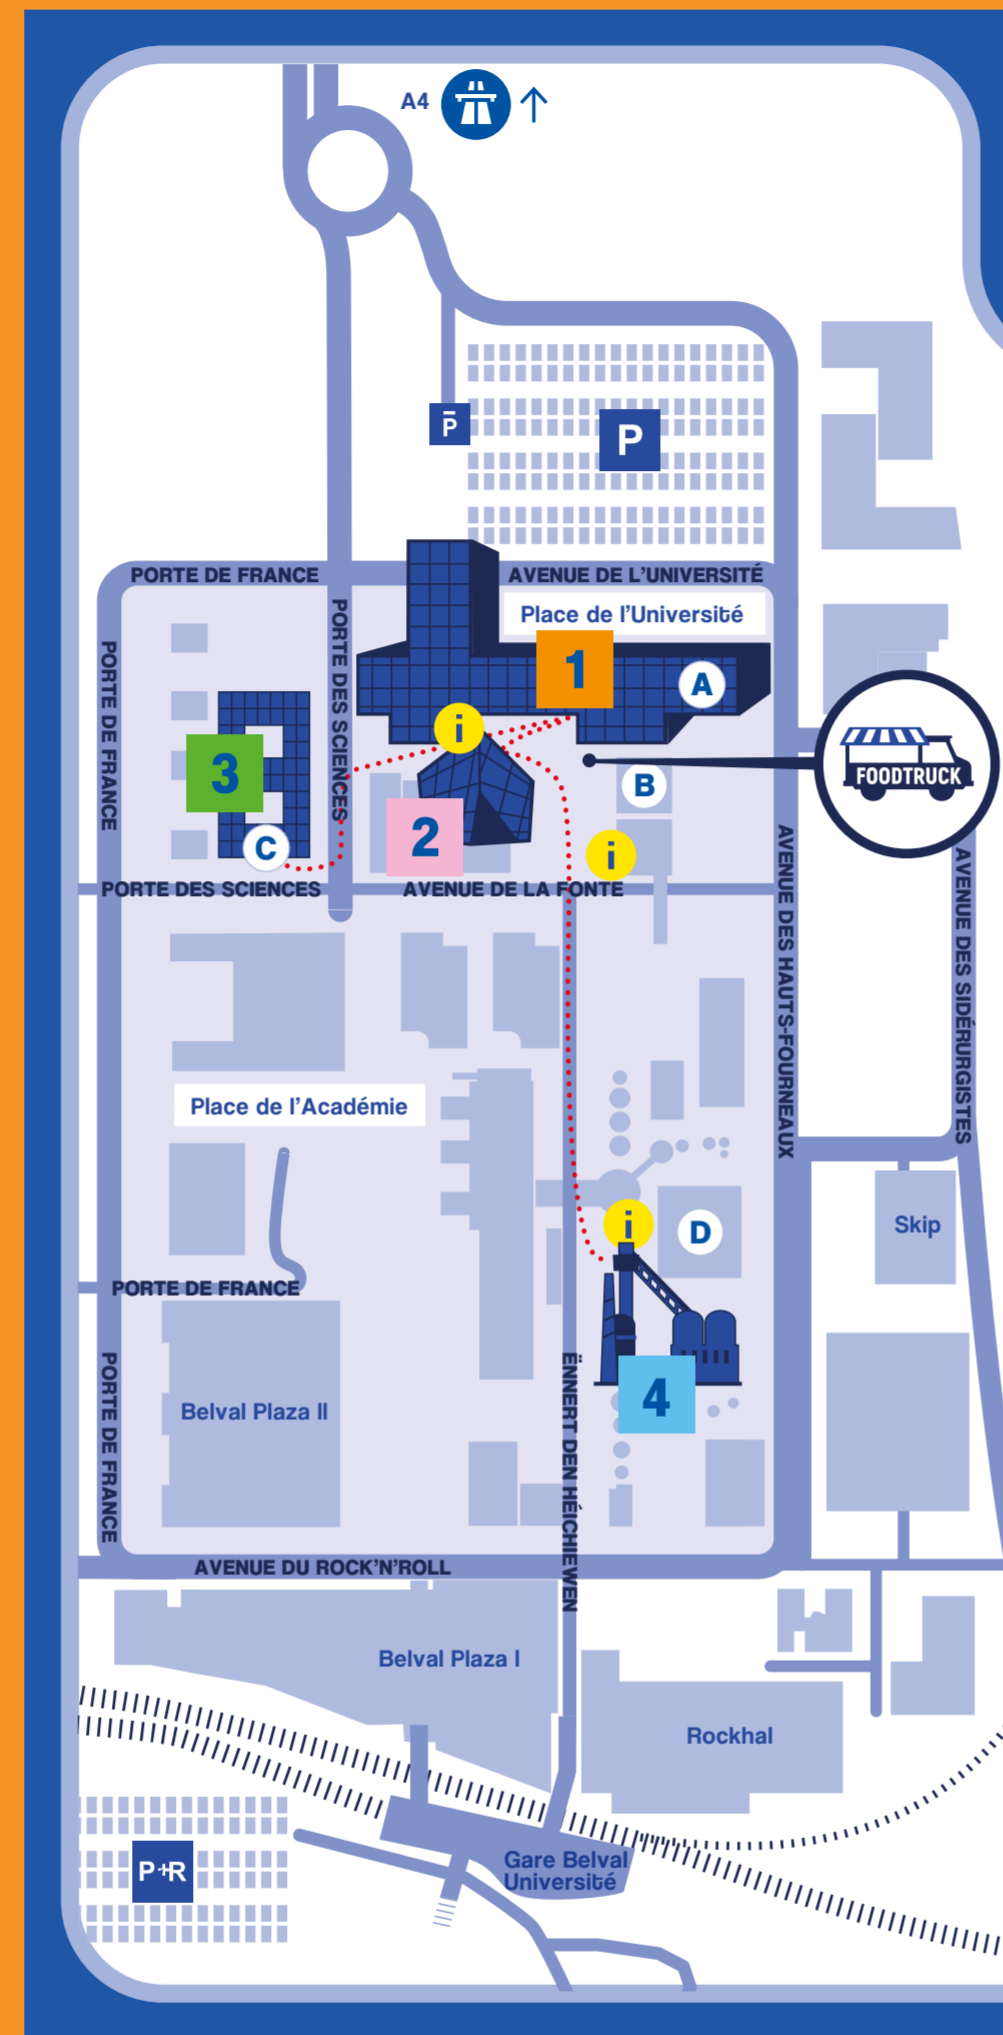 A4
P
P
PORTE DE FRANCE
AVENUE DE L'UNIVERSITÉ
Place de l'Université
PORTE DE FRANCE
PORTE DES SCIENCES
1
A
i
3
2
C
B
i
FOODTRUCK
PORTE DES SCIENCES
AVENUE DE LA FONTE
AVENUE DES HAUTS-FOURNEAUX
AVENUE DES SIDÉRURGISTES
Place de l'Académie
i
D
Skip
PORTE DE FRANCE
PORTE DE FRANCE
ËNNERT DEN HÉICHIEWEN
4
Belval Plaza II
AVENUE DU ROCK'N'ROLL
Belval Plaza I
Rockhal
P+R
Gare Belval
Université